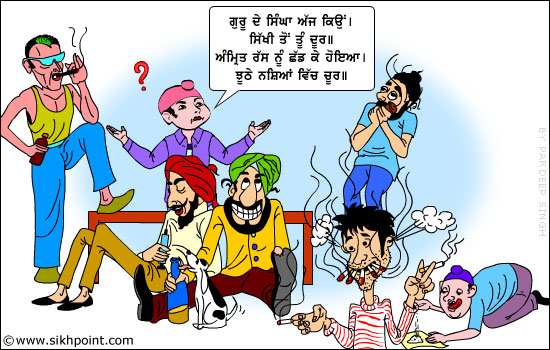 ਗੁਰੂ ਦੇ ਸਿੰਘਾ ਅੱਜ ਕਿਉਂ।
ਸਿੱਖੀ ਤੋਂ ਤੂੰ ਦੂਰ॥
ਅੰਮ੍ਰਿਤ ਰੱਸ ਨੂੰ ਛੱਡ ਕੇ ਹੋਇਆ।
ਝੂਠੇ ਨਸ਼ਿਆਂ ਵਿੱਚ ਚੂਰ॥
?
BY PARDEEP SINGH
© www.sikhpoint.com